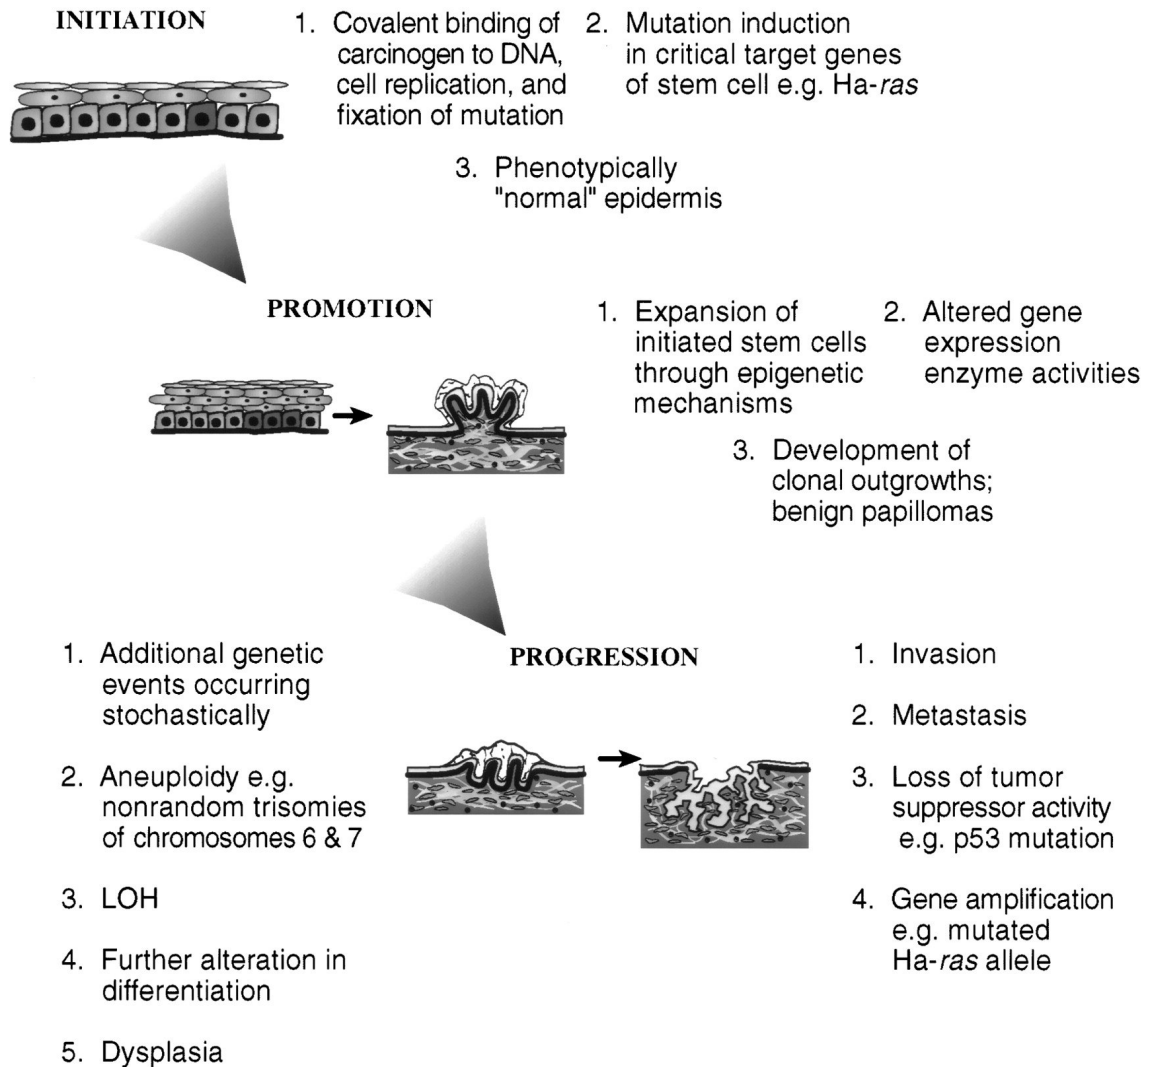 INITIATION
1. Covalent binding of
carcinogen to DNA,
cell replication, and
fixation of mutation
2. Mutation induction
in critical target genes
of stem cell e.g. Ha-ras
3. Phenotypically
"normal" epidermis
PROMOTION
1. Expansion of
initiated stem cells
through epigenetic
mechanisms
2. Altered gene
expression
enzyme activities
3. Development of
clonal outgrowths;
benign papillomas
PROGRESSION
1. Additional genetic
events occurring
stochastically
2. Aneuploidy e.g.
nonrandom trisomies
of chromosomes 6 & 7
3. LOH
4. Further alteration in
differentiation
5. Dysplasia
1. Invasion
2. Metastasis
3. Loss of tumor
suppressor activity
e.g. p53 mutation
4. Gene amplification
e.g. mutated
Ha-ras allele